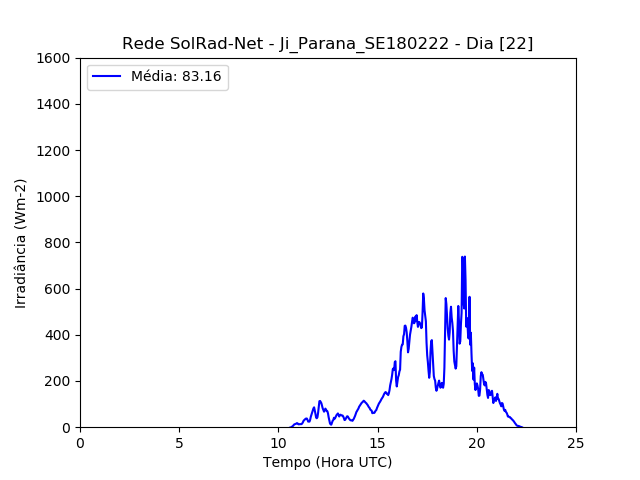 Rede SolRad-Net - Ji_Parana_SE180222 - Dia [22]
Média: 83.16
1600
1400
1200
1000
800
600
400
200
0
Irradiância (Wm-2)
0 5 10 15 20 25
Tempo (Hora UTC)